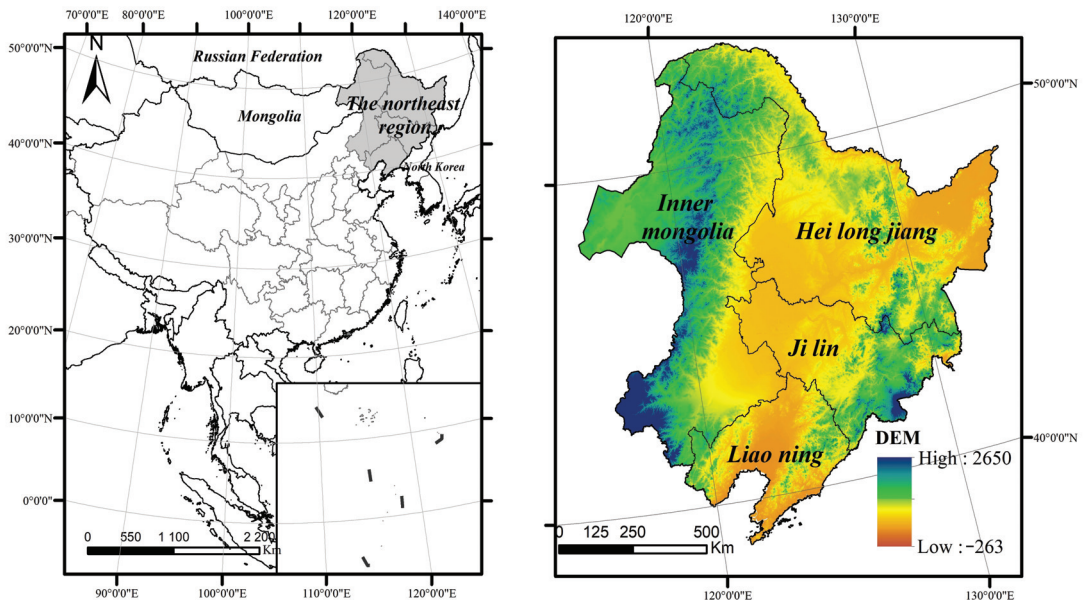 70°0'0"E 80°0'0"E 100°0'0"E 120°0'0"E 140°0'0"E
50°0'0"N
40°0'0"N
30°0'0"N
20°0'0"N
10°0'0"N
0°0'0"
N
Russian Federation
Mongolia
The northeast
region
North Korea
0 550 1 100 2 200
Km
90°0'0"E 100°0'0"E 110°0'0"E 120°0'0"E
120°0'0"E 130°0'0"E
50°0'0"N
40°0'0"N
Inner
mongolia
Hei long jiang
Ji lin
Liao ning
DEM
High : 2650
Low : -263
0 125 250 500
Km
120°0'0"E 130°0'0"E